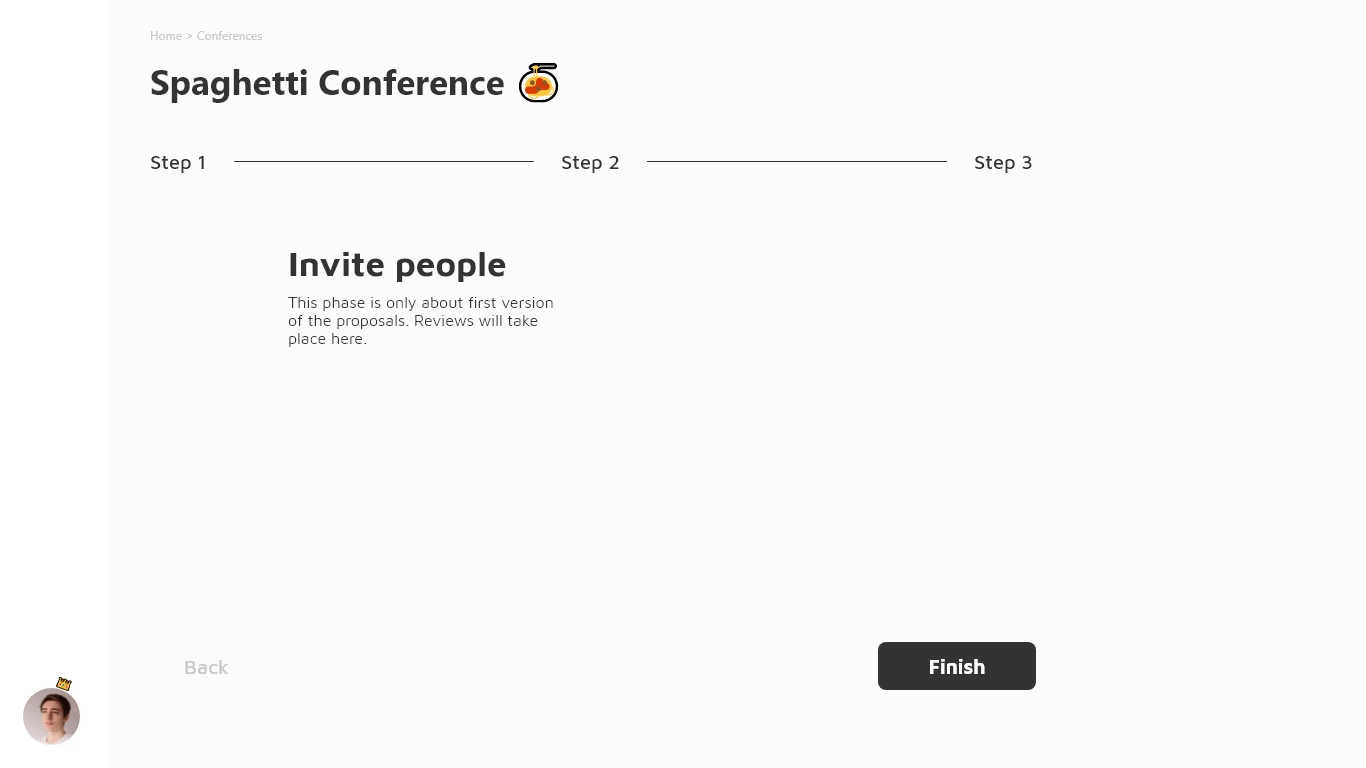 Home > Conferences
Spaghetti Conference
Step 1
Step 2
Step 3
Invite people
This phase is only about first version
of the proposals. Reviews will take
place here.
Back
Finish